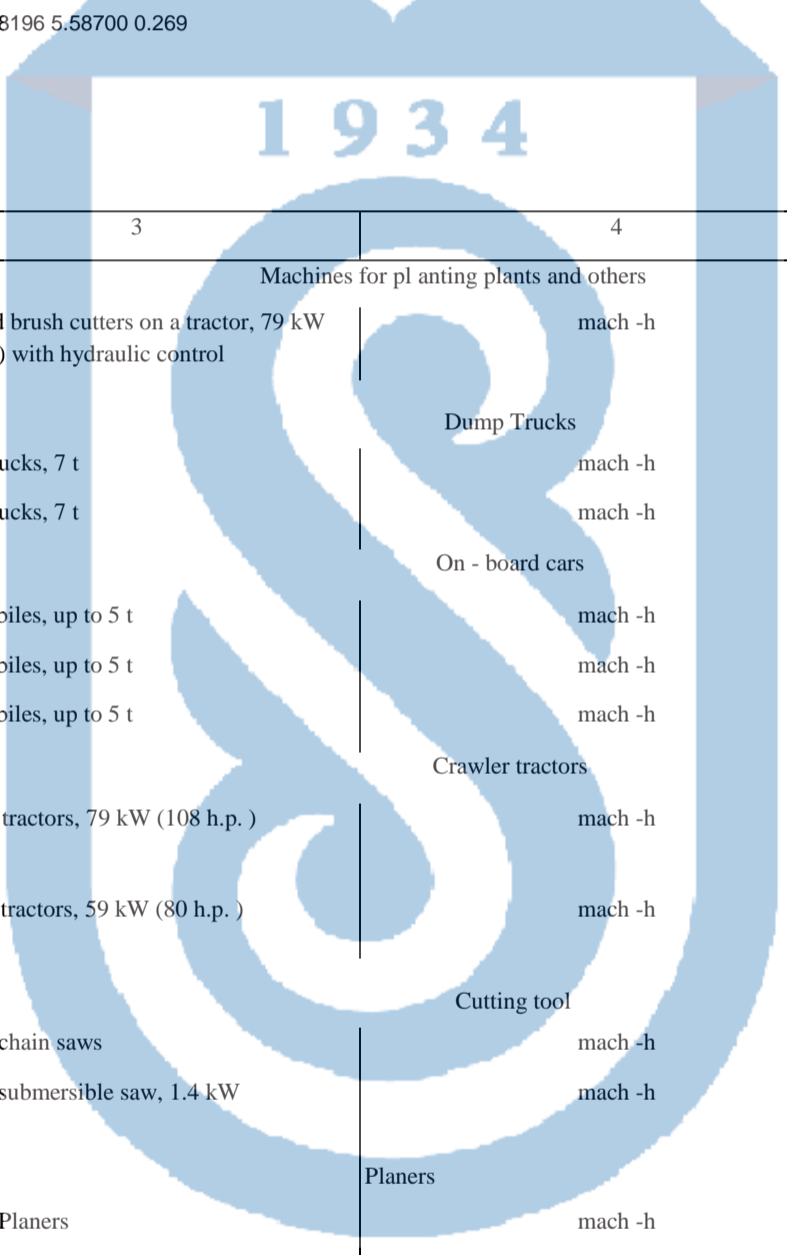 8196 5.58700 0.269
1 9 3 4
3 4
Machines for pl anting plants and others
brush cutters on a tractor, 79 kW mach -h
) with hydraulic control
Dump Trucks
ucks, 7 t mach -h
ucks, 7 t mach -h
On - board cars
biles, up to 5 t mach -h
biles, up to 5 t mach -h
biles, up to 5 t mach -h
Crawler tractors
tractors, 79 kW (108 h.p. ) mach -h
tractors, 59 kW (80 h.p. ) mach -h
Cutting tool
chain saws mach -h
submersible saw, 1.4 kW mach -h
Planers
Planers mach -h